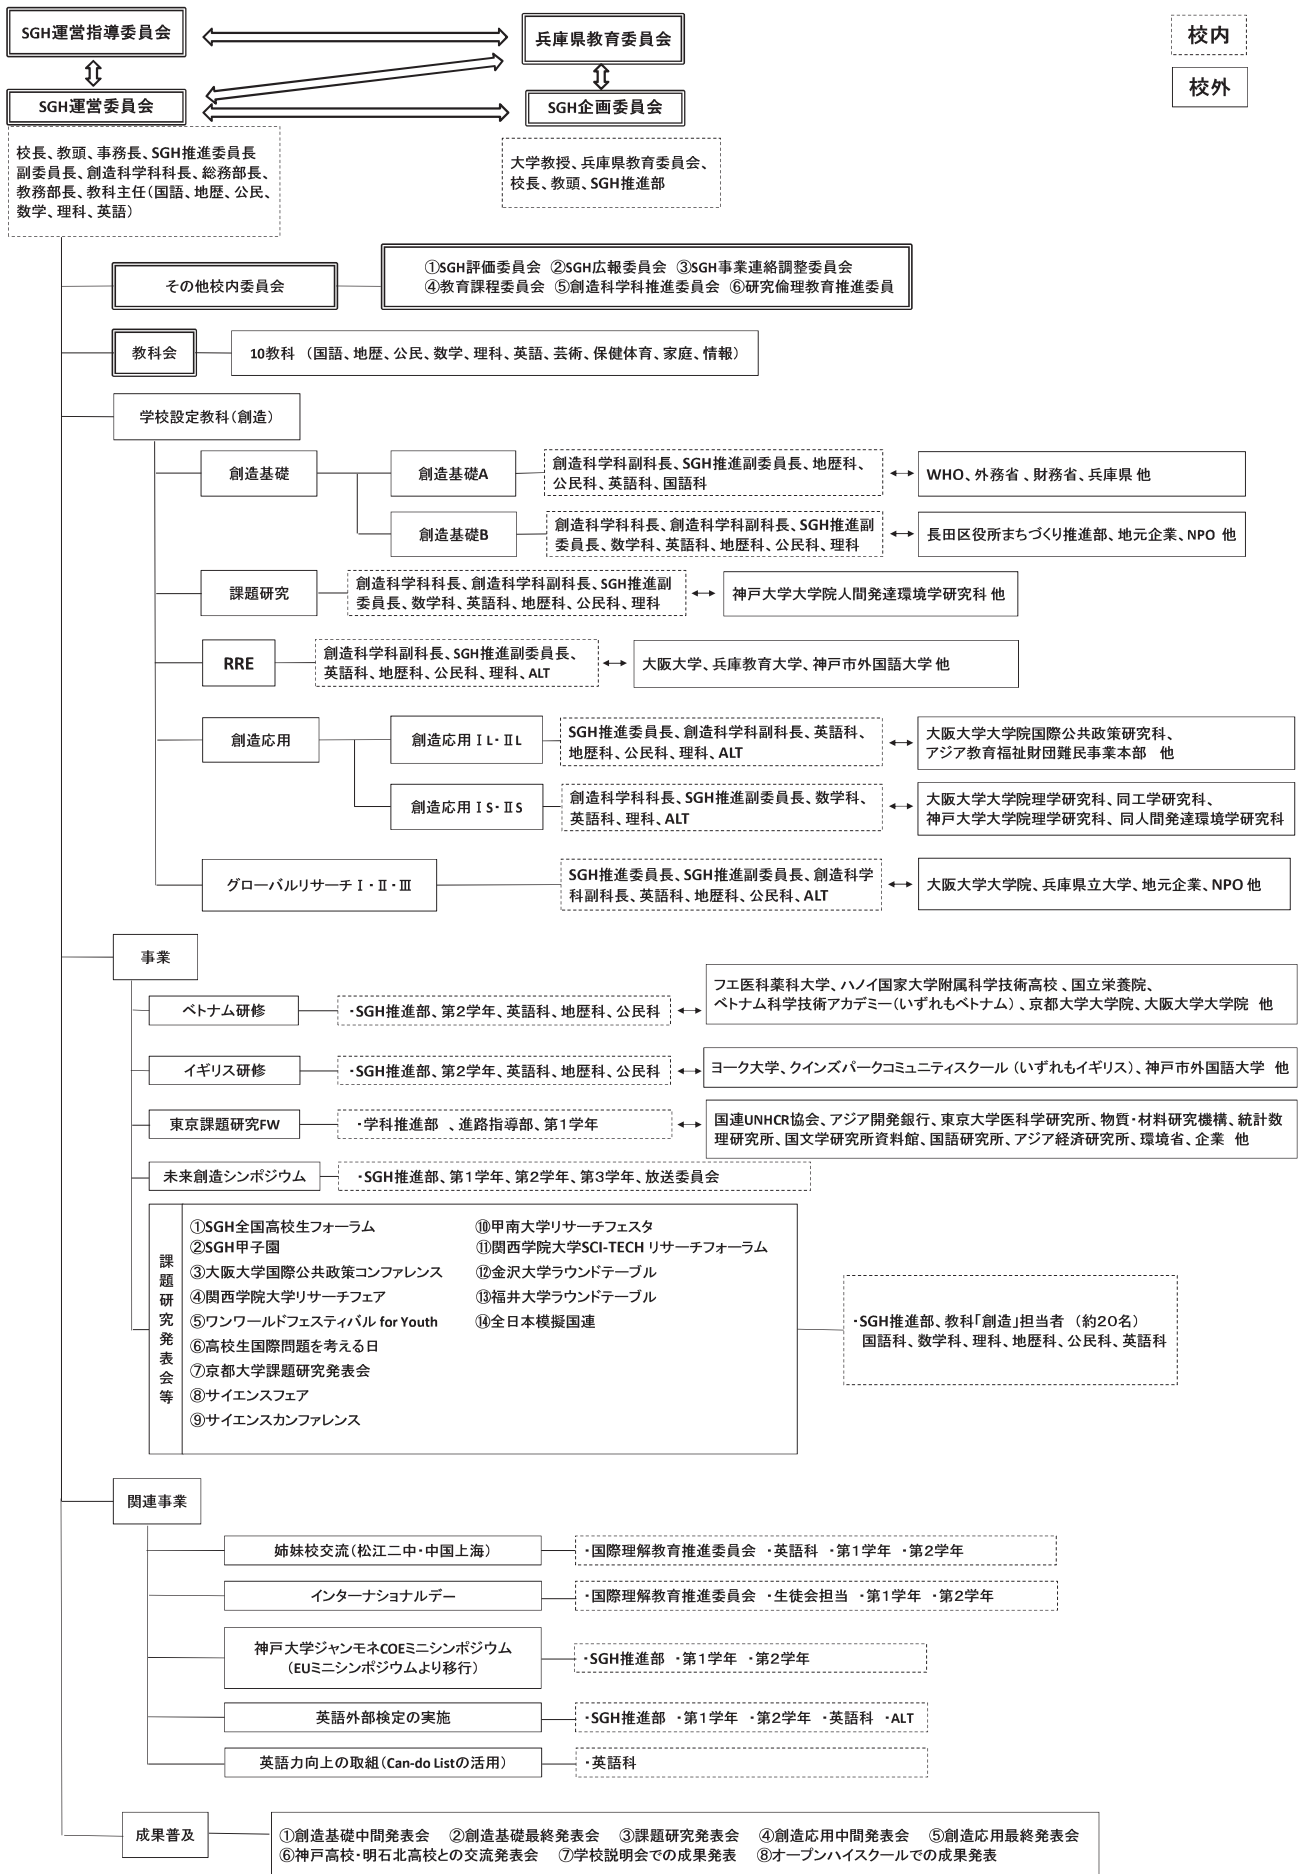 SGH運営指導委員会
兵庫県教育委員会
校内
校外
SGH運営委員会
SGH企画委員会
校長、教頭、事務長、SGH推進委員長
副委員長、創造科学科科長、総務部長、
教務部長、教科主任(国語、地歴、公民、
数学、理科、英語)
大学教授、兵庫県教育委員会、
校長、教頭、SGH推進部
その他校内委員会
①SGH評価委員会 ②SGH広報委員会 ③SGH事業連絡調整委員会
④教育課程委員会 ⑤創造科学科推進委員会 ⑥研究倫理教育推進委員
教科会
10教科 (国語、地歴、公民、数学、理科、英語、芸術、保健体育、家庭、情報)
学校設定教科(創造)
創造基礎
創造基礎A
創造科学科副科長、SGH推進副委員長、地歴科、
公民科、英語科、国語科
WHO、外務省 、財務省、兵庫県 他
創造基礎B
創造科学科科長、創造科学科副科長、SGH推進副
委員長、数学科、英語科、地歴科、公民科、理科
長田区役所まちづくり推進部、地元企業、NPO 他
課題研究
創造科学科科長、創造科学科副科長、SGH推進副
委員長、数学科、英語科、地歴科、公民科、理科
神戸大学大学院人間発達環境学研究科 他
RRE
創造科学科副科長、SGH推進副委員長、
英語科、地歴科、公民科、理科、ALT
大阪大学、兵庫教育大学、神戸市外国語大学 他
創造応用
創造応用ⅠL・ⅡL
SGH推進委員長、創造科学科副科長、英語科、
地歴科、公民科、理科、ALT
大阪大学大学院国際公共政策研究科、
アジア教育福祉財団難民事業本部 他
創造応用ⅠS・ⅡS
創造科学科科長、SGH推進副委員長、数学科、
英語科、理科、ALT
大阪大学大学院理学研究科、同工学研究科、
神戸大学大学院理学研究科、同人間発達環境学研究科
グローバルリサーチⅠ・Ⅱ・Ⅲ
SGH推進委員長、SGH推進副委員長、創造科学
科副科長、英語科、地歴科、公民科、ALT
大阪大学大学院、兵庫県立大学、地元企業、NPO 他
事業
ベトナム研修
・SGH推進部、第2学年、英語科、地歴科、公民科
フエ医科薬科大学、ハノイ国家大学附属科学技術高校 、国立栄養院、
ベトナム科学技術アカデミー(いずれもベトナム) 、京都大学大学院、大阪大学大学院 他
イギリス研修
・SGH推進部、第2学年、英語科、地歴科、公民科
ヨーク大学、クインズパークコミュニティスクール (いずれもイギリス)、神戸市外国語大学 他
東京課題研究FW
・学科推進部 、進路指導部、第1学年
国連UNHCR協会、アジア開発銀行、東京大学医科学研究所、物質・材料研究機構、統計数
理研究所、国文学研究所資料館、国語研究所、アジア経済研究所、環境省、企業 他
未来創造シンポジウム
・SGH推進部、第1学年、第2学年、第3学年、放送委員会
課題研究発表会等
①SGH全国高校生フォーラム
②SGH甲子園
③大阪大学国際公共政策コンファレンス
④関西学院大学リサーチフェア
⑤ワンワールドフェスティバル for Youth
⑥高校生国際問題を考える日
⑦京都大学課題研究発表会
⑧サイエンスフェア
⑨サイエンスカンファレンス
⑩甲南大学リサーチフェスタ
⑪関西学院大学SCI-TECH リサーチフォーラム
⑫金沢大学ラウンドテーブル
⑬福井大学ラウンドテーブル
⑭全日本模擬国連
・SGH推進部、教科「創造」担当者 (約20名)
国語科、数学科、理科、地歴科、公民科、英語科
関連事業
姉妹校交流(松江二中・中国上海)
・国際理解教育推進委員会 ・英語科 ・第1学年 ・第2学年
インターナショナルデー
・国際理解教育推進委員会 ・生徒会担当 ・第1学年 ・第2学年
神戸大学ジャンモネCOEミニシンポジウム
(EUミニシンポジウムより移行)
・SGH推進部 ・第1学年 ・第2学年
英語外部検定の実施
・SGH推進部 ・第1学年 ・第2学年 ・英語科 ・ALT
英語力向上の取組(Can-do Listの活用)
・英語科
成果普及
①創造基礎中間発表会 ②創造基礎最終発表会 ③課題研究発表会 ④創造応用中間発表会 ⑤創造応用最終発表会
⑥神戸高校・明石北高校との交流発表会 ⑦学校説明会での成果発表 ⑧オープンハイスクールでの成果発表